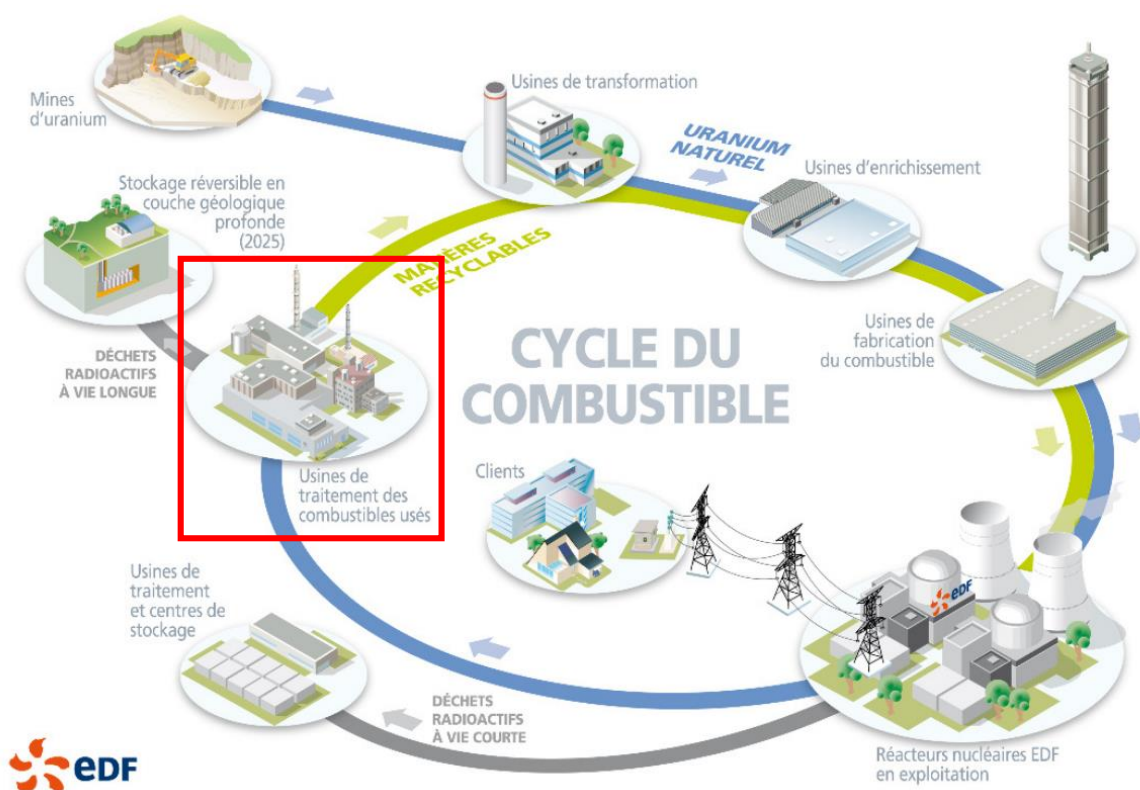 Mines
d'uranium
Usines de transformation
URANIUM
NATUREL
Usines d'enrichissement
Stockage réversible en
couche géologique
profonde
(2025)
MATIÈRES
RECYCLABLES
Usines de
fabrication
du combustible
DÉCHETS
RADIOACTIFS
À VIE LONGUE
CYCLE DU
COMBUSTIBLE
Usines de
traitement des
combustibles usés
Clients
Usines de
traitement
et centres de
stockage
eDF
DÉCHETS
RADIOACTIFS
À VIE COURTE
Réacteurs nucléaires EDF
en exploitation
eDF